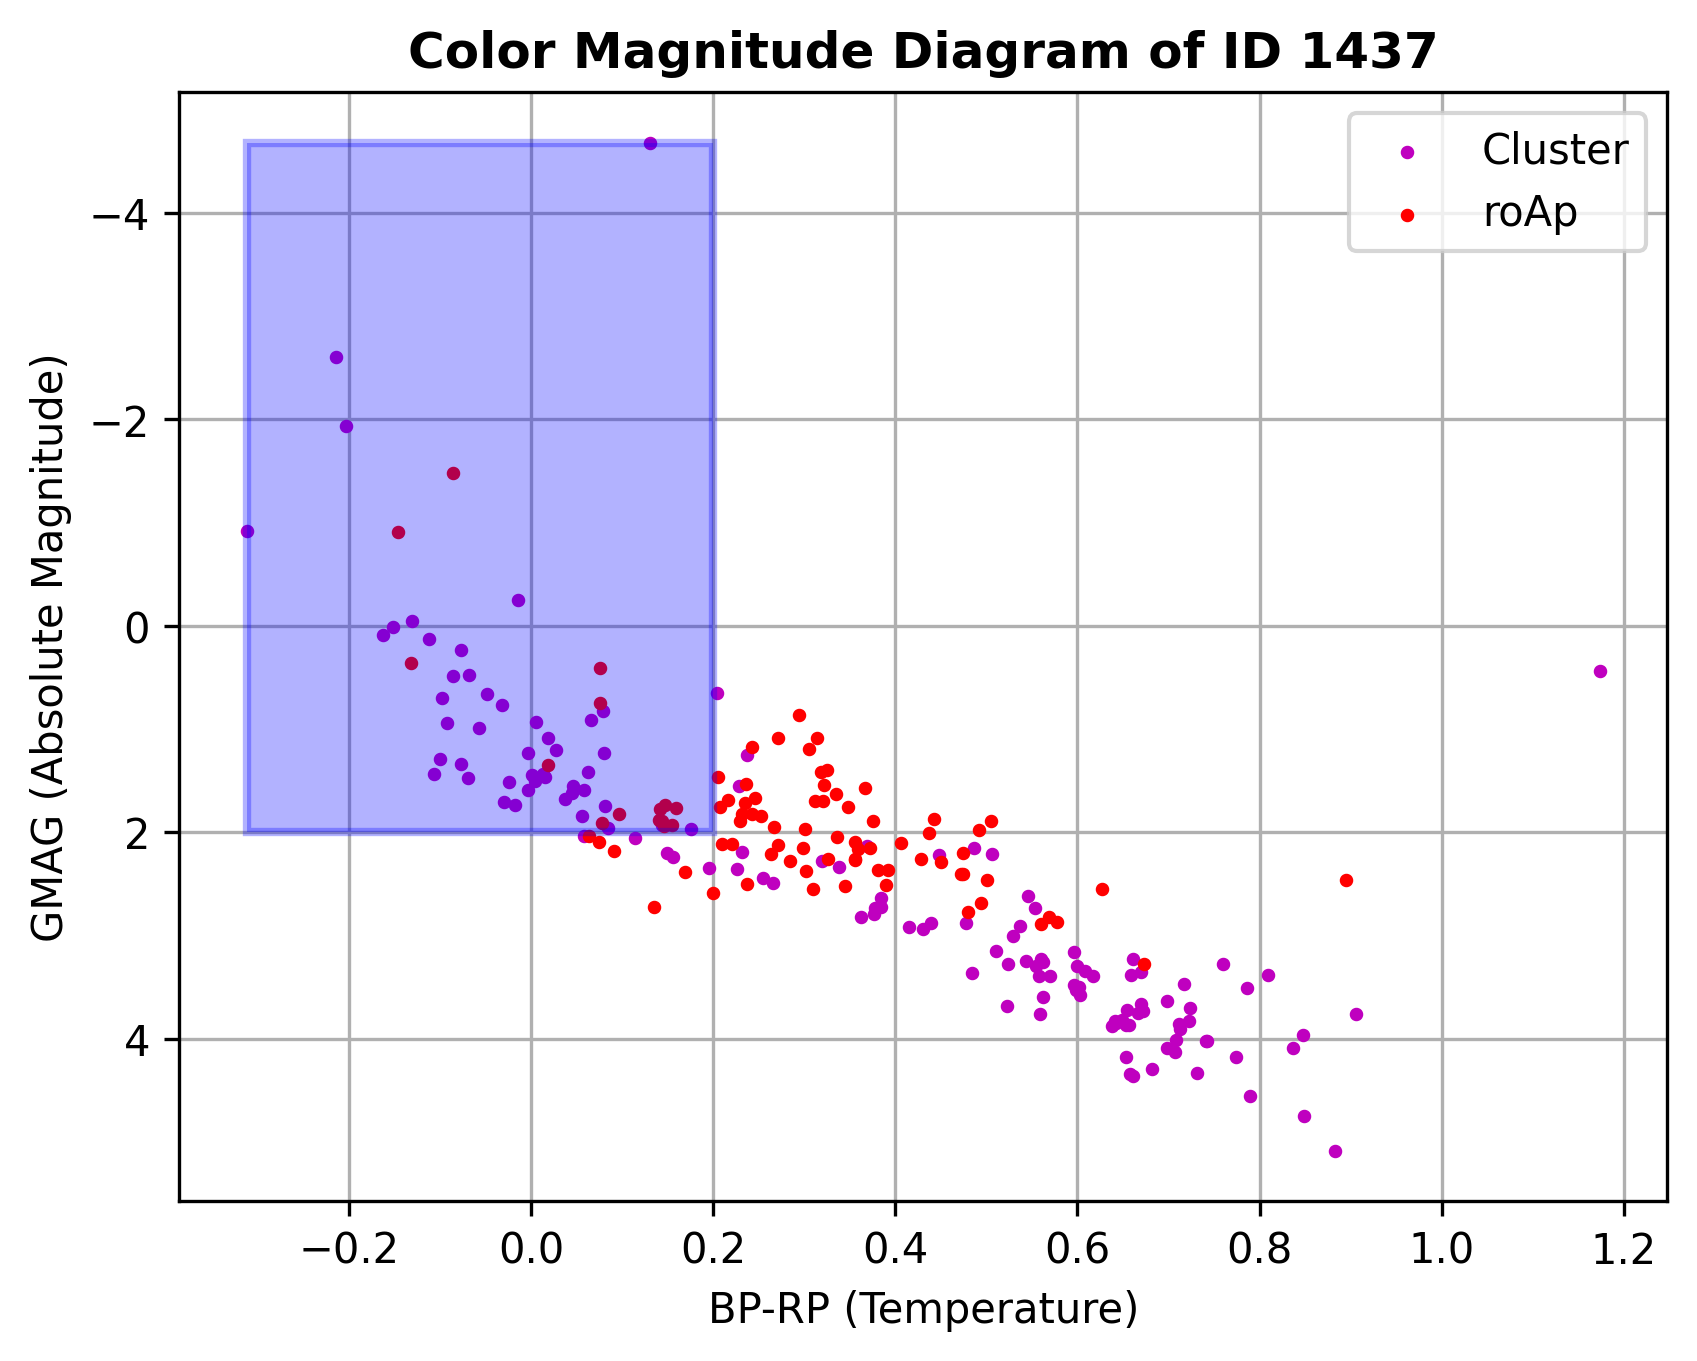 Color Magnitude Diagram of ID 1437
Cluster
roAp
GMAG (Absolute Magnitude)
−4
−2
0
2
4
−0.2 0.0 0.2 0.4 0.6 0.8 1.0 1.2
BP-RP (Temperature)